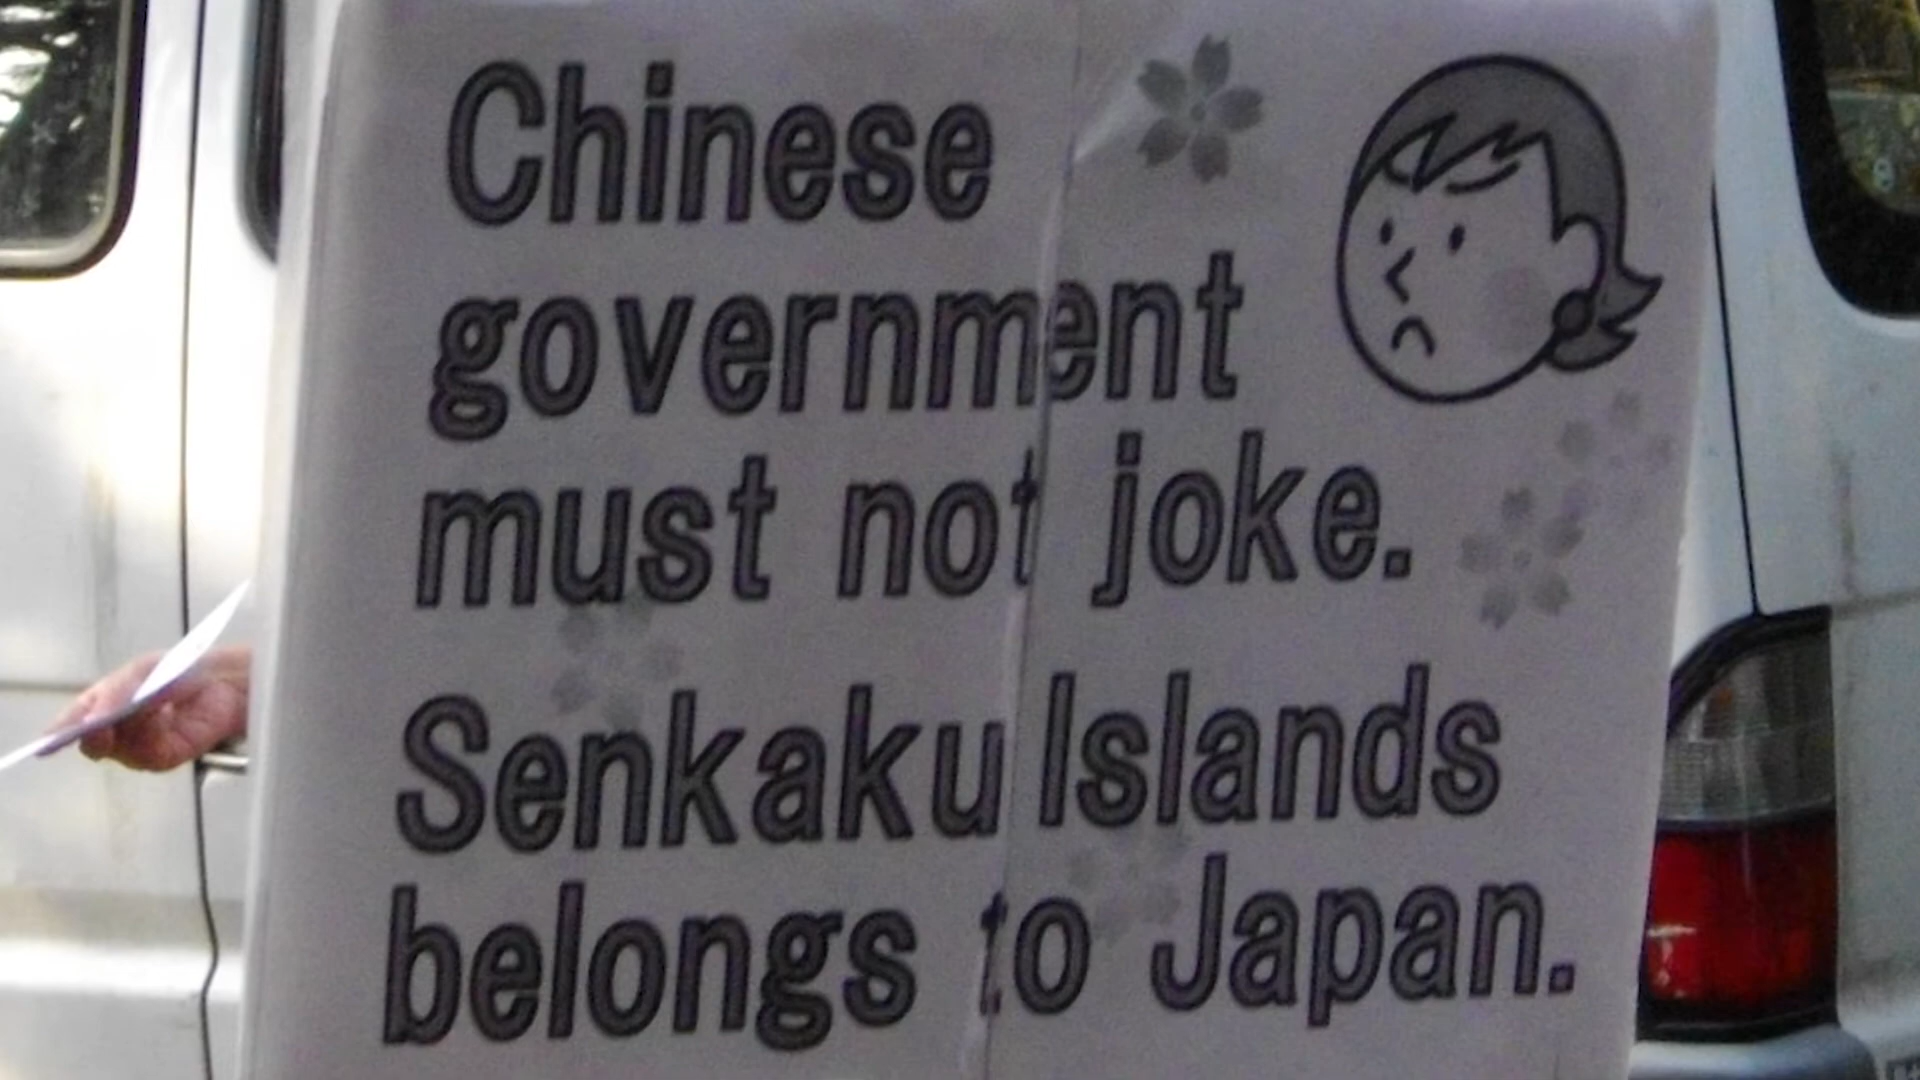 Chinese
government
must not joke.
Senkaku Islands
belongs to Japan.